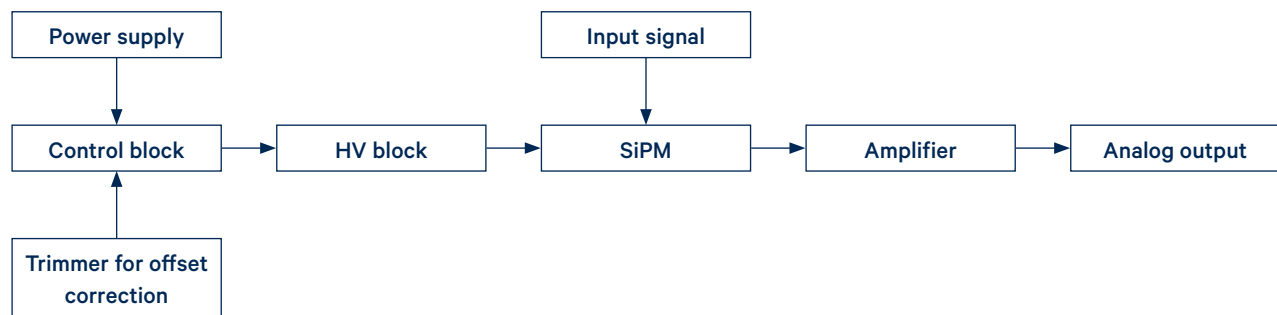 Power supply
Input signal
Control block
HV block
SiPM
Amplifier
Analog output
Trimmer for offset
correction